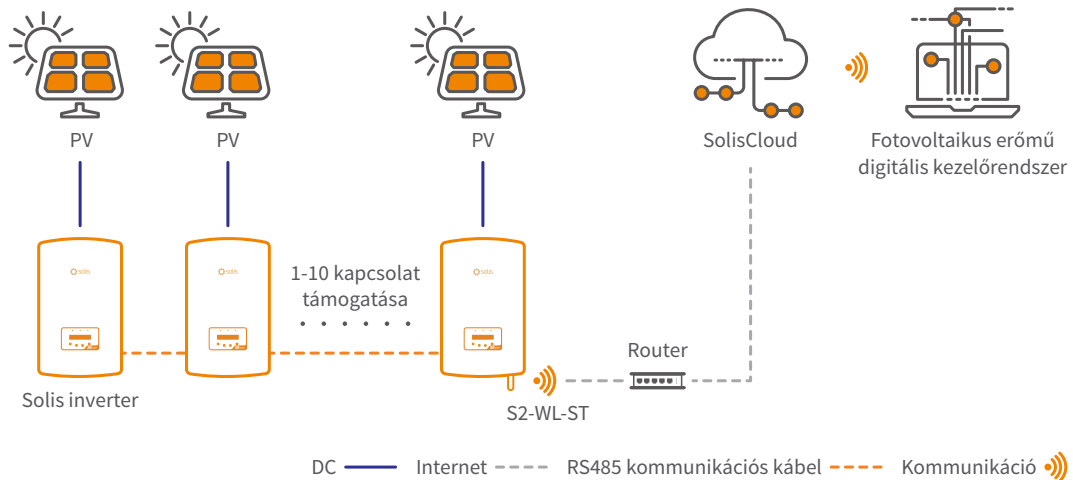 PV
PV
PV
SolisCloud
Fotovoltaikus erőmű
digitális kezelőrendszer
solis
solis
solis
1-10 kapcsolat
támogatása
Solis inverter
S2-WL-ST
Router
DC
Internet
RS485 kommunikációs kábel
Kommunikáció